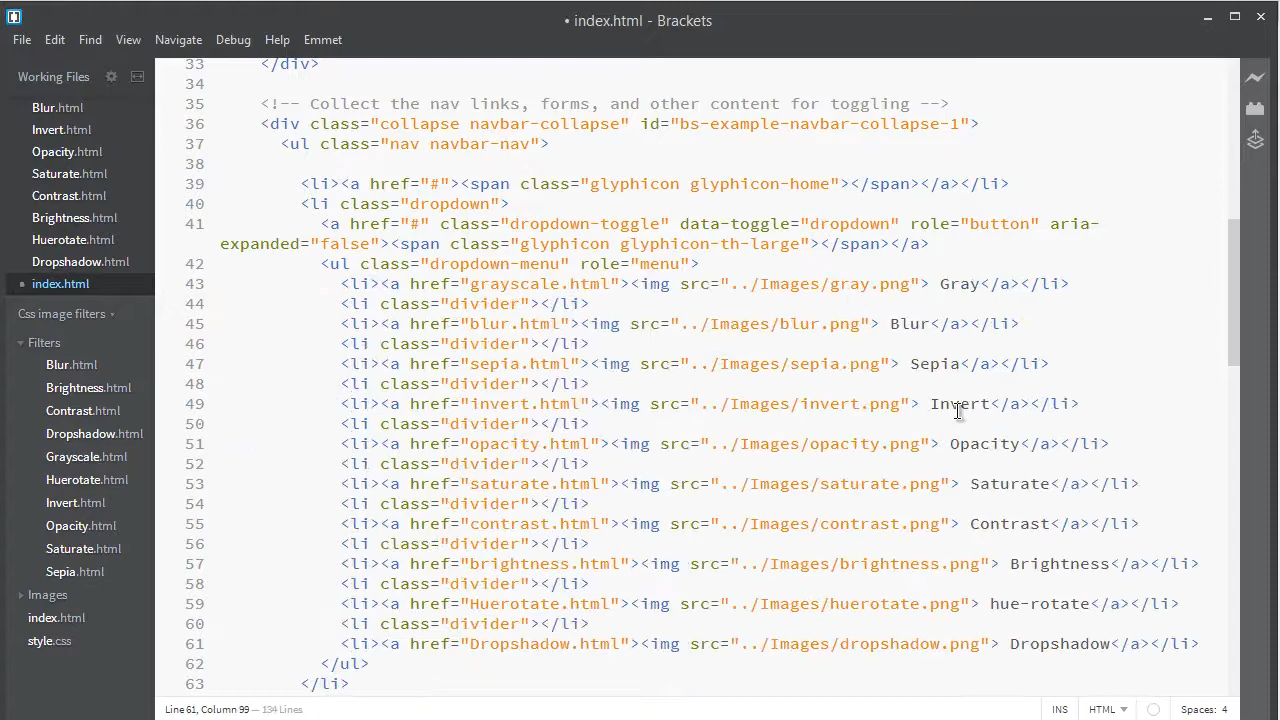 • index.html - Brackets
File Edit Find View Navigate Debug Help Emmet
Working Files
Blur.html
Invert.html
Opacity.html
Saturate.html
Contrast.html
Brightness.html
Huerotate.html
Dropshadow.html
• index.html
Css image filters
Filters
Blur.html
Brightness.html
Contrast.html
Dropshadow.html
Grayscale.html
Huerotate.html
Invert.html
Opacity.html
Saturate.html
Sepia.html
Images
index.html
style.css
33 </div>
34
35 <!-- Collect the nav links, forms, and other content for toggling -->
36 <div class="collapse navbar-collapse" id="bs-example-navbar-collapse-1">
37 <ul class="nav navbar-nav">
38
39 <li><a href="#"><span class="glyphicon glyphicon-home"></span></a></li>
40 <li class="dropdown">
41 <a href="#" class="dropdown-toggle" data-toggle="dropdown" role="button" aria-
expanded="false"><span class="glyphicon glyphicon-th-large"></span></a>
42 <ul class="dropdown-menu" role="menu">
43 <li><a href="grayscale.html"><img src="../Images/gray.png"> Gray</a></li>
44 <li class="divider"></li>
45 <li><a href="blur.html"><img src="../Images/blur.png"> Blur</a></li>
46 <li class="divider"></li>
47 <li><a href="sepia.html"><img src="../Images/sepia.png"> Sepia</a></li>
48 <li class="divider"></li>
49 <li><a href="invert.html"><img src="../Images/invert.png"> Invert</a></li>
50 <li class="divider"></li>
51 <li><a href="opacity.html"><img src="../Images/opacity.png"> Opacity</a></li>
52 <li class="divider"></li>
53 <li><a href="saturate.html"><img src="../Images/saturate.png"> Saturate</a></li>
54 <li class="divider"></li>
55 <li><a href="contrast.html"><img src="../Images/contrast.png"> Contrast</a></li>
56 <li class="divider"></li>
57 <li><a href="brightness.html"><img src="../Images/brightness.png"> Brightness</a></li>
58 <li class="divider"></li>
59 <li><a href="Huerotate.html"><img src="../Images/huerotate.png"> hue-rotate</a></li>
60 <li class="divider"></li>
61 <li><a href="Dropshadow.html"><img src="../Images/dropshadow.png"> Dropshadow</a></li>
62 </ul>
63 </li>
Line 61, Column 99 — 134 Lines
INS HTML Spaces: 4